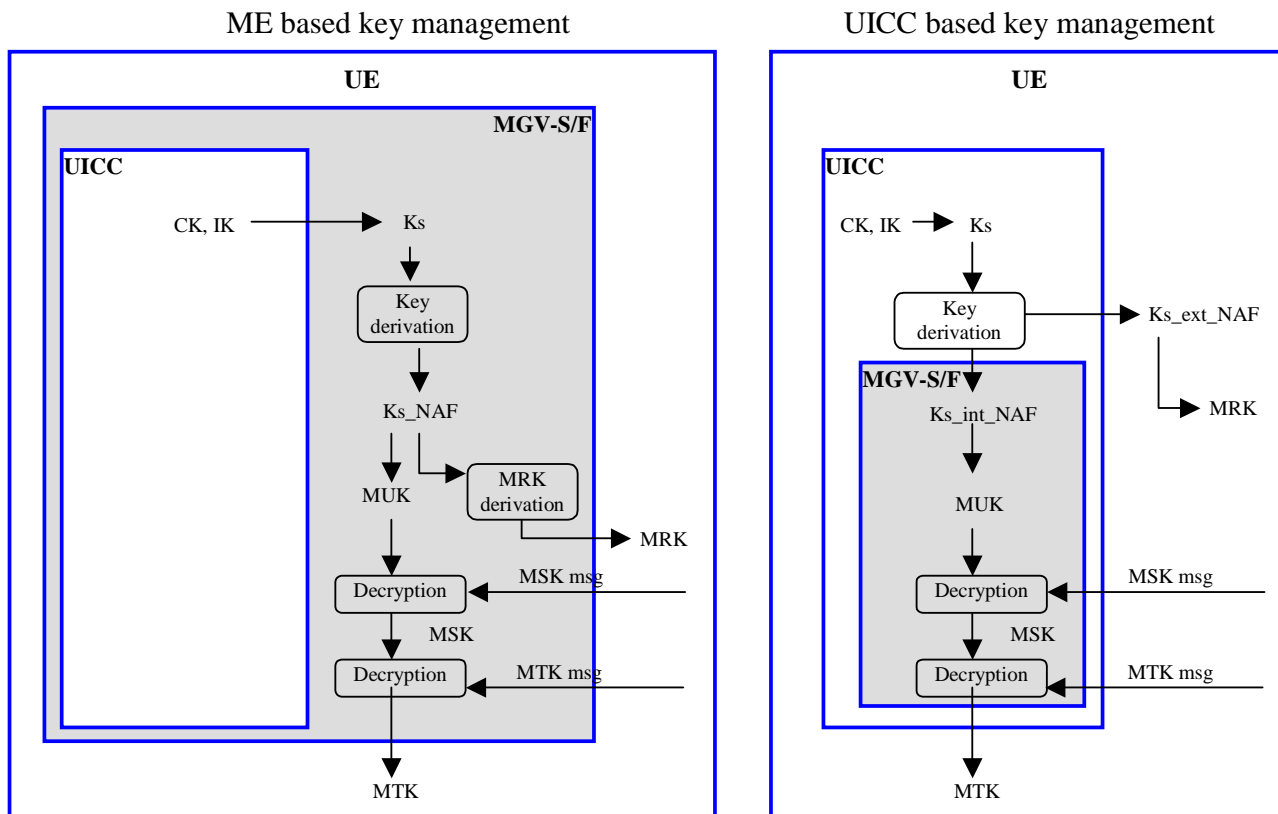 ME based key management
UE
MGV-S/F
UICC
CK, IK
Ks
Key
derivation
Ks_NAF
MUK
MRK
derivation
MRK
Decryption
MSK msg
MSK
Decryption
MTK msg
MTK
UICC based key management
UE
UICC
CK, IK
Ks
Key
derivation
Ks_ext_NAF
MGV-S/F
Ks_int_NAF
MRK
MUK
Decryption
MSK msg
MSK
Decryption
MTK msg
MTK